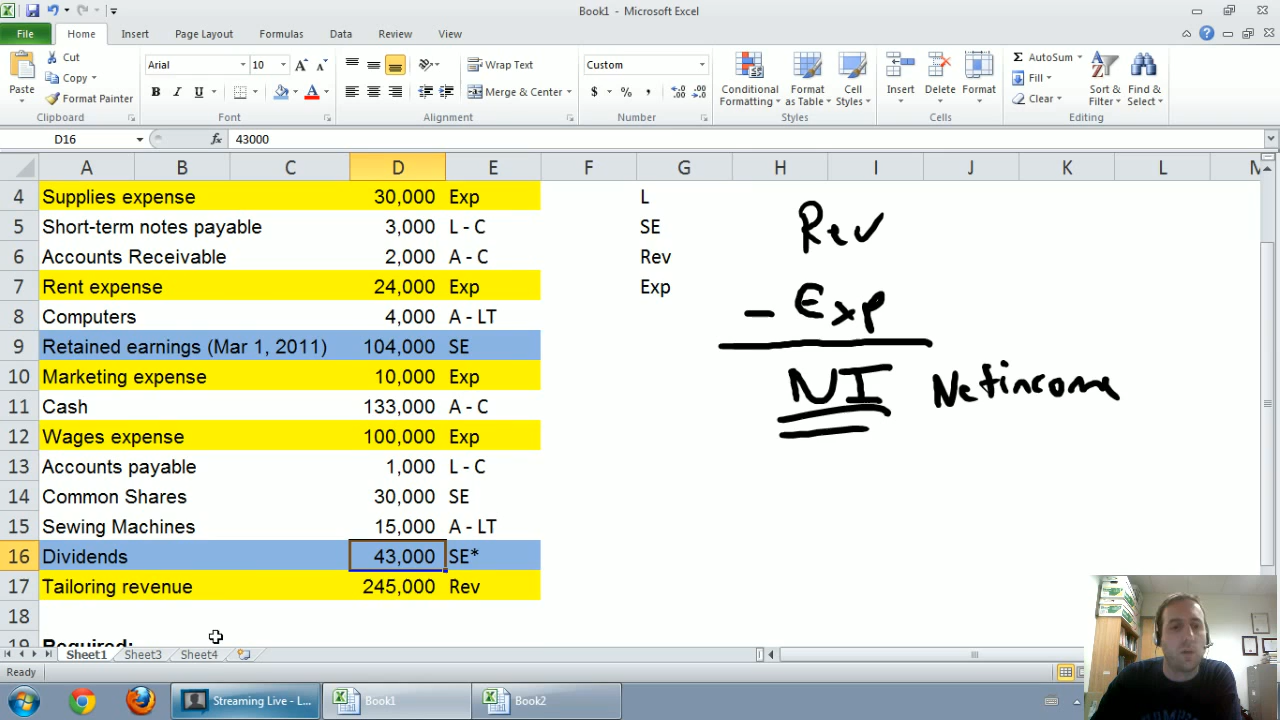 Book1 - Microsoft Excel
File Home Insert Page Layout Formulas Data Review View
Paste
Cut
Copy
Format Painter
Clipboard
Arial 10
B I U
Font
Wrap Text
Merge & Center
Alignment
Custom
$ % ,
Number
Conditional Formatting
Format as Table
Cell Styles
Styles
Insert Delete Format
Cells
AutoSum
Fill
Clear
Sort & Filter
Find & Select
Editing
D16 fx 43000
A B C D E F G H I J K L M
4 Supplies expense 30,000 Exp L
5 Short-term notes payable 3,000 L - C SE
6 Accounts Receivable 2,000 A - C Rev
7 Rent expense 24,000 Exp Exp
8 Computers 4,000 A - LT
9 Retained earnings (Mar 1, 2011) 104,000 SE
10 Marketing expense 10,000 Exp
11 Cash 133,000 A - C
12 Wages expense 100,000 Exp
13 Accounts payable 1,000 L - C
14 Common Shares 30,000 SE
15 Sewing Machines 15,000 A - LT
16 Dividends 43,000 SE*
17 Tailoring revenue 245,000 Rev
18
19 Required:
Rev
- Exp
NI Net income
Sheet1 Sheet3 Sheet4
Ready
Streaming Live - L... Book1 Book2